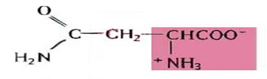 O
C—CH₂—CHCOO⁻
H₂N
⁺NH₃